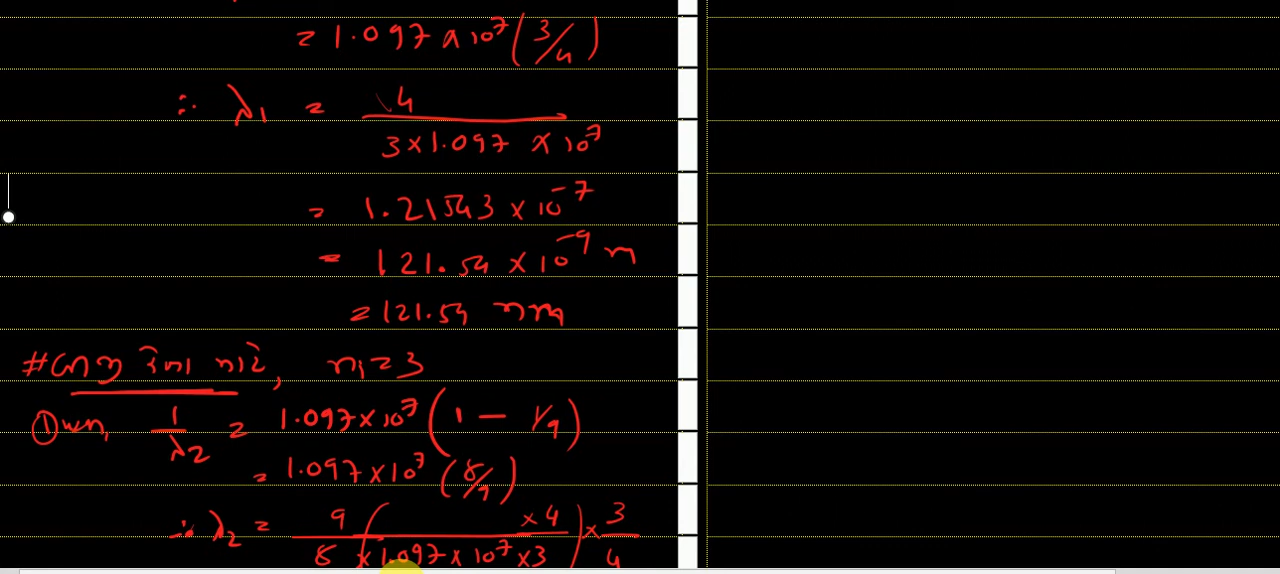 = 1.097 × 10⁷ (3/4)
∴ λ₁ = 4 / (3 × 1.097 × 10⁷)
= 1.21543 × 10⁻⁷
= 121.54 × 10⁻⁹ m
= 121.54 nm
#, n₁ = 3
①, 1/λ₂ = 1.097 × 10⁷ (1 − 1/9)
= 1.097 × 10⁷ (8/9)
∴ λ₂ = 9/8 ( × 4 / × 1.097 × 10⁷ × 3) × 3/4